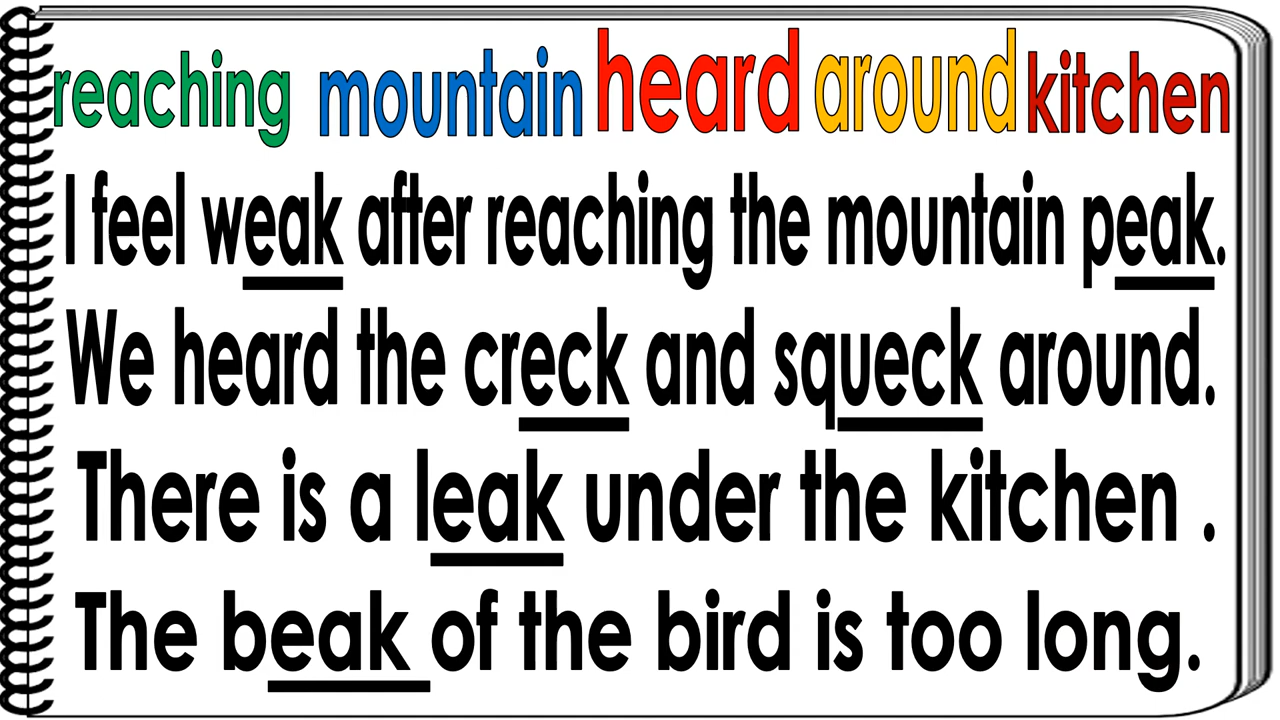 reaching mountain heard around kitchen
I feel weak after reaching the mountain peak.
We heard the creck and squeck around.
There is a leak under the kitchen .
The beak of the bird is too long.